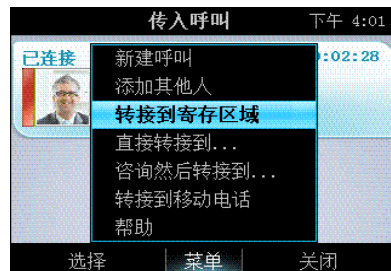 传入呼叫 下午 4:01
已连接 :02:28
新建呼叫
添加其他人
转接到寄存区域
直接转接到...
咨询然后转接到...
转接到移动电话
帮助
选择 菜单 关闭